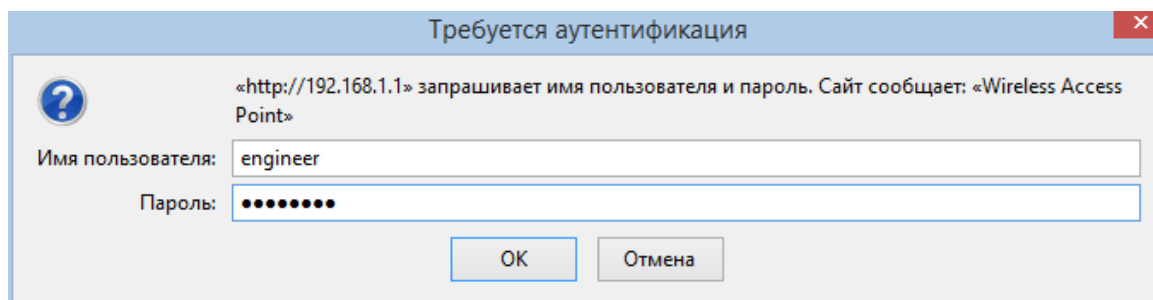 Требуется аутентификация
«http://192.168.1.1» запрашивает имя пользователя и пароль. Сайт сообщает: «Wireless Access
Point»
Имя пользователя: engineer
Пароль: ●●●●●●●●
OK Отмена